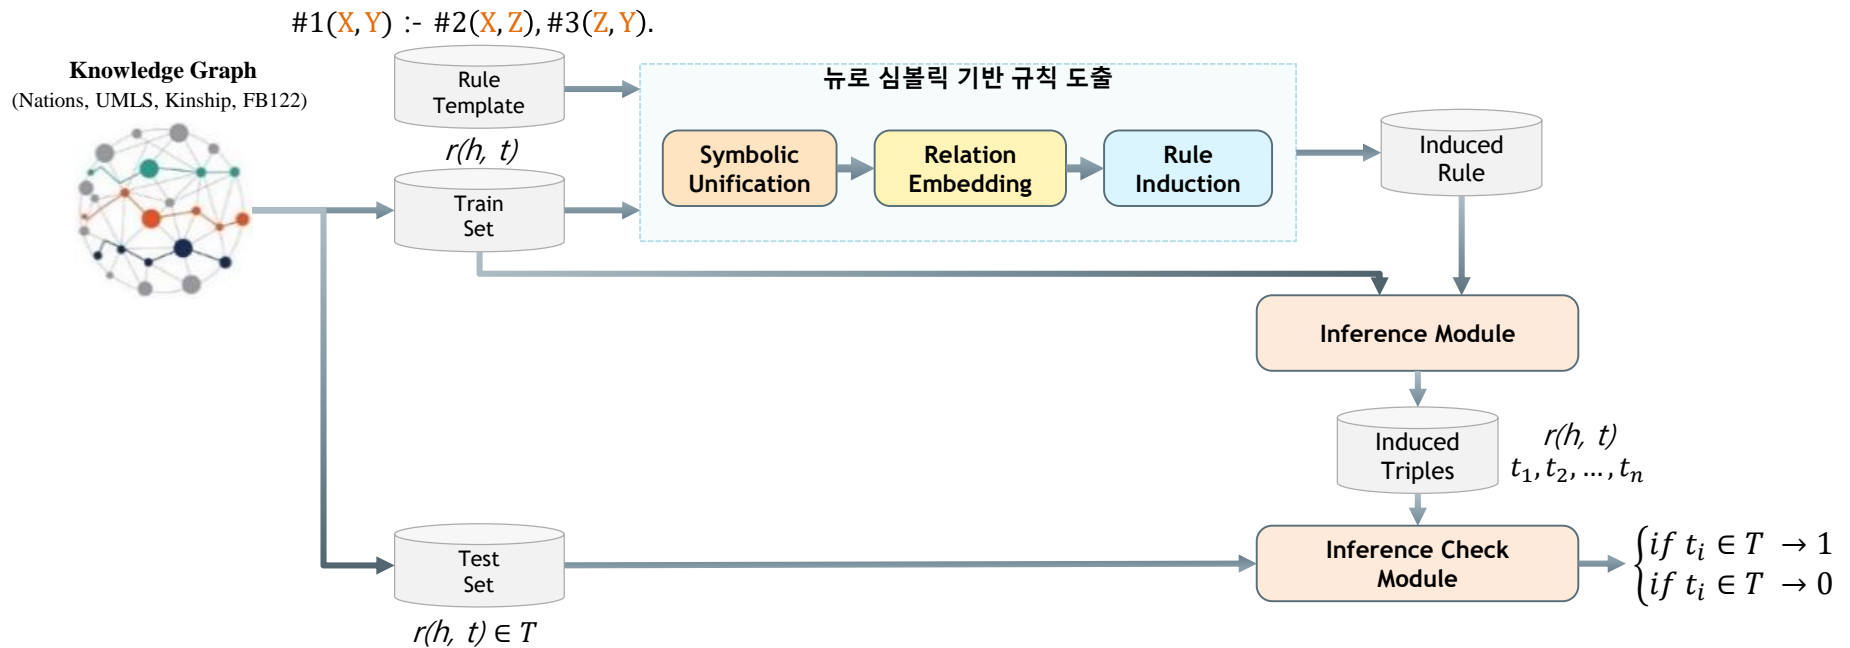 #1(X, Y) :- #2(X, Z), #3(Z, Y).
Knowledge Graph
(Nations, UMLS, Kinship, FB122)
Rule
Template
r(h, t)
Train
Set
뉴로 심볼릭 기반 규칙 도출
Symbolic
Unification
Relation
Embedding
Rule
Induction
Induced
Rule
Inference Module
Induced
Triples
r(h, t)
t₁, t₂, ..., tₙ
Test
Set
r(h, t) ∈ T
Inference Check
Module
if tᵢ ∈ T → 1
if tᵢ ∈ T → 0